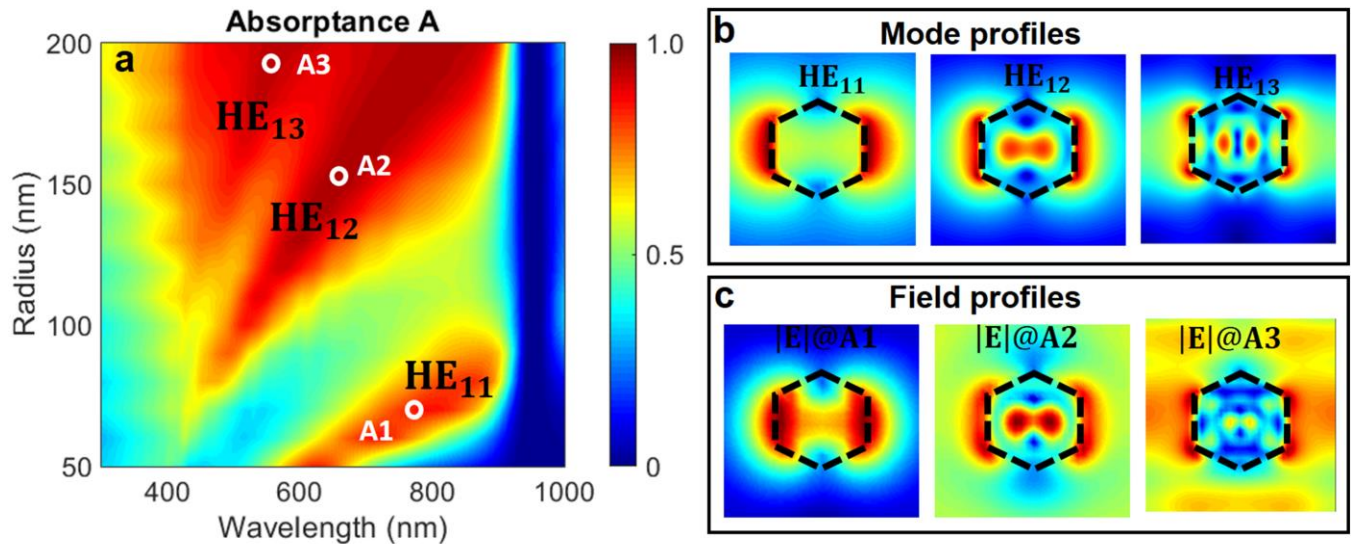 Absorptance A
a
200
150
100
50
Radius (nm)
400
600
800
1000
Wavelength (nm)
A3
HE₁₃
A2
HE₁₂
HE₁₁
A1
1.0
0.5
0
b
Mode profiles
HE₁₁
HE₁₂
HE₁₃
c
Field profiles
|E|@A1
|E|@A2
|E|@A3